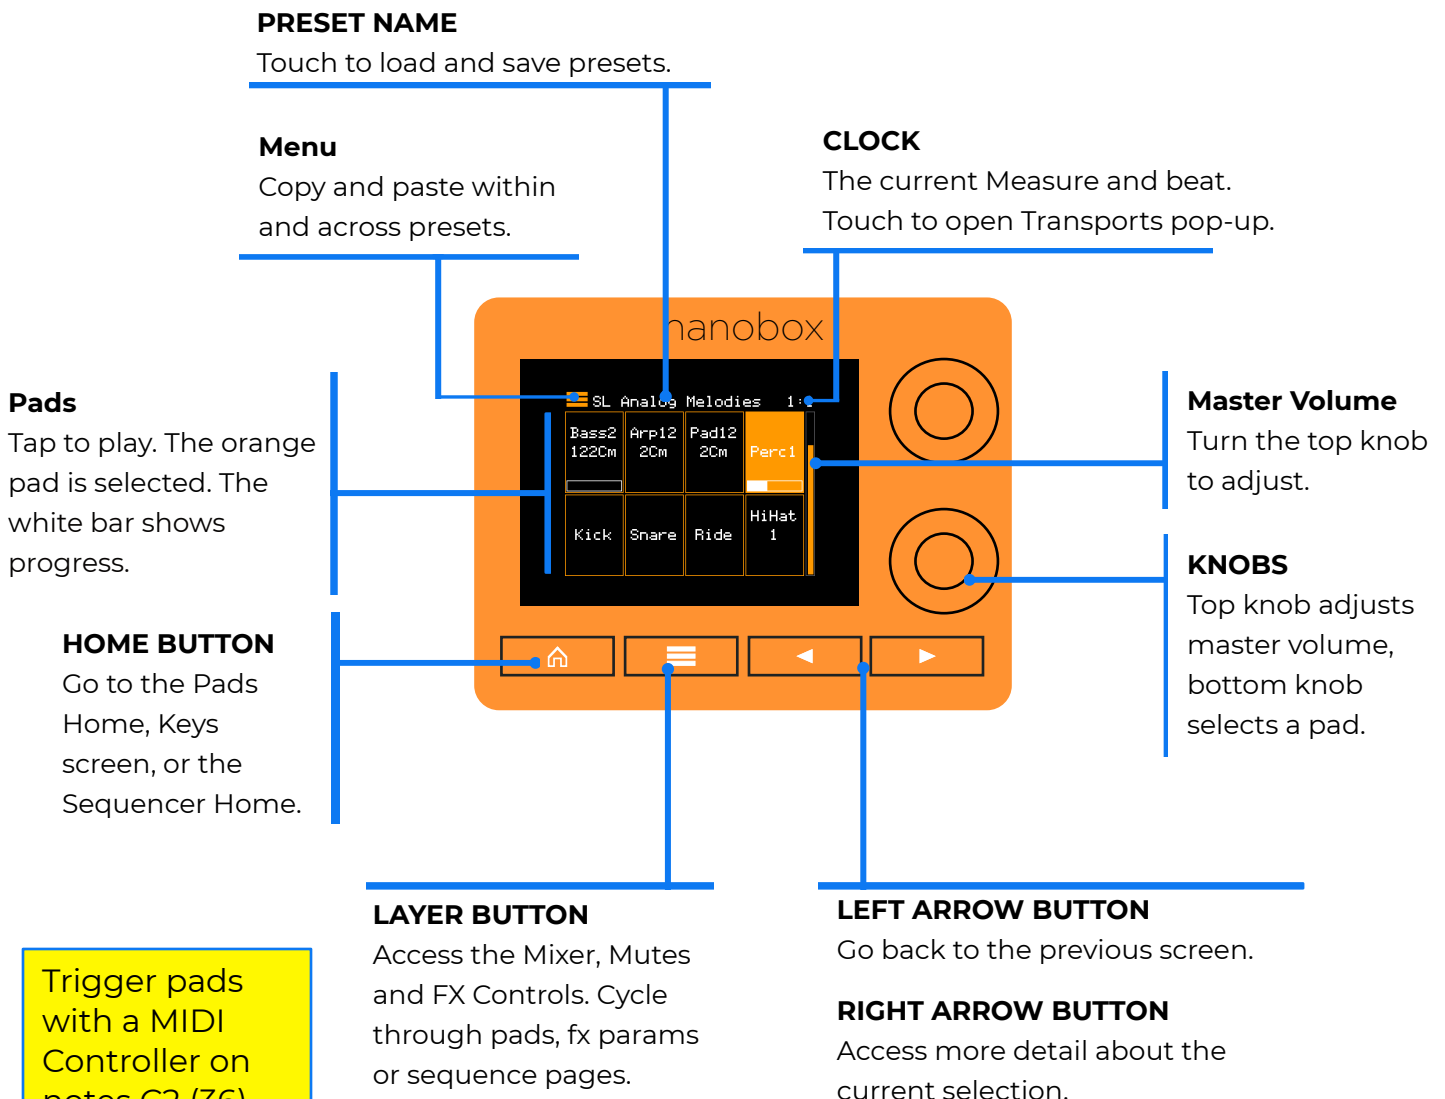 PRESET NAME
Touch to load and save presets.
Menu
Copy and paste within
and across presets.
CLOCK
The current Measure and beat.
Touch to open Transports pop-up.
nanobox
SL Analog Melodies 1:
Bass2
122Cm
Arp12
2Cm
Pad12
2Cm
Perc1
Kick
Snare
Ride
HiHat
1
Pads
Tap to play. The orange
pad is selected. The
white bar shows
progress.
Master Volume
Turn the top knob
to adjust.
KNOBS
Top knob adjusts
master volume,
bottom knob
selects a pad.
HOME BUTTON
Go to the Pads
Home, Keys
screen, or the
Sequencer Home.
LAYER BUTTON
Access the Mixer, Mutes
and FX Controls. Cycle
through pads, fx params
or sequence pages.
LEFT ARROW BUTTON
Go back to the previous screen.
RIGHT ARROW BUTTON
Access more detail about the
current selection.
Trigger pads
with a MIDI
Controller on
notes C2 (36)